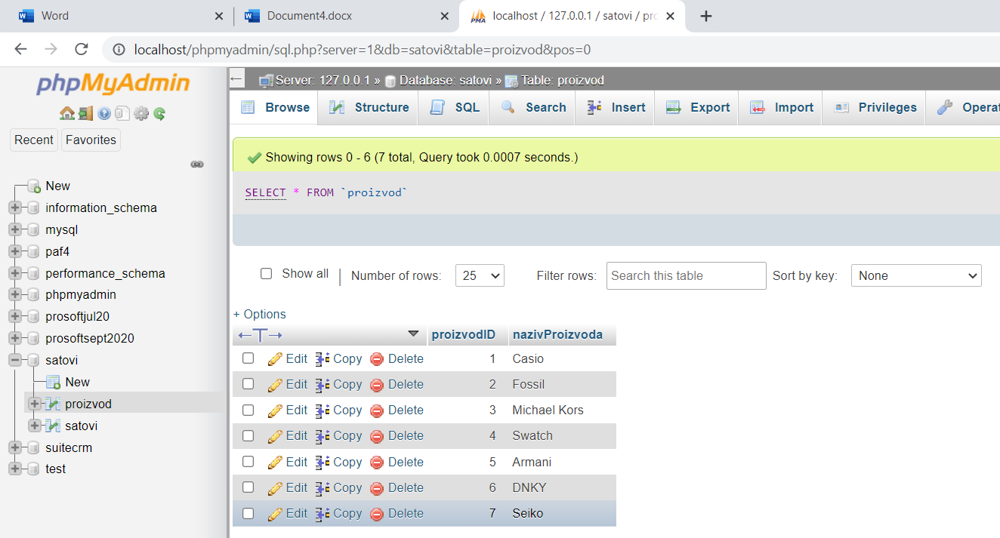 Word
Document4.docx
localhost / 127.0.0.1 / satovi / pro
localhost/phpmyadmin/sql.php?server=1&db=satovi&table=proizvod&pos=0
phpMyAdmin
Recent
Favorites
New
information_schema
mysql
paf4
performance_schema
phpmyadmin
prosoftjul20
prosoftsept2020
satovi
New
proizvod
satovi
suitecrm
test
Server: 127.0.0.1 » Database: satovi » Table: proizvod
Browse Structure SQL Search Insert Export Import Privileges Operat
Showing rows 0 - 6 (7 total, Query took 0.0007 seconds.)
SELECT * FROM `proizvod`
Show all | Number of rows: 25 Filter rows: Search this table Sort by key: None
+ Options
←T→ proizvodID nazivProizvoda
Edit Copy Delete 1 Casio
Edit Copy Delete 2 Fossil
Edit Copy Delete 3 Michael Kors
Edit Copy Delete 4 Swatch
Edit Copy Delete 5 Armani
Edit Copy Delete 6 DNKY
Edit Copy Delete 7 Seiko